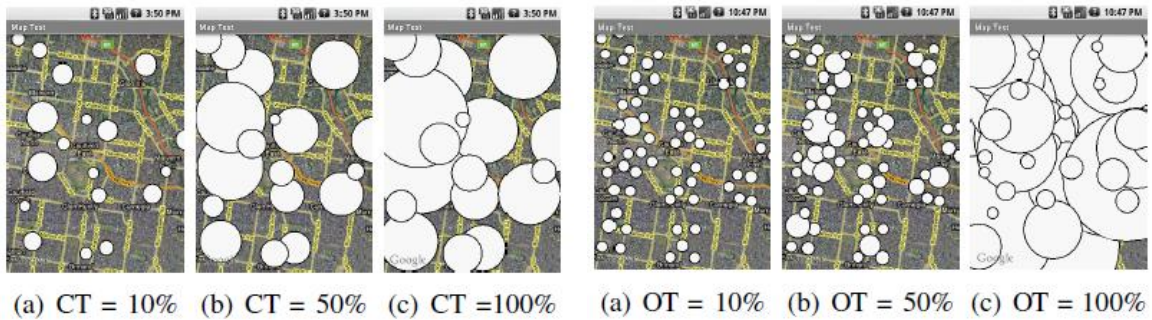 3:50 PM
Map Test
3:50 PM
Map Test
3:50 PM
Map Test
10:47 PM
Map Test
10:47 PM
Map Test
10:47 PM
Map Test
Google
Google
(a) CT = 10%
(b) CT = 50%
(c) CT =100%
(a) OT = 10%
(b) OT = 50%
(c) OT = 100%